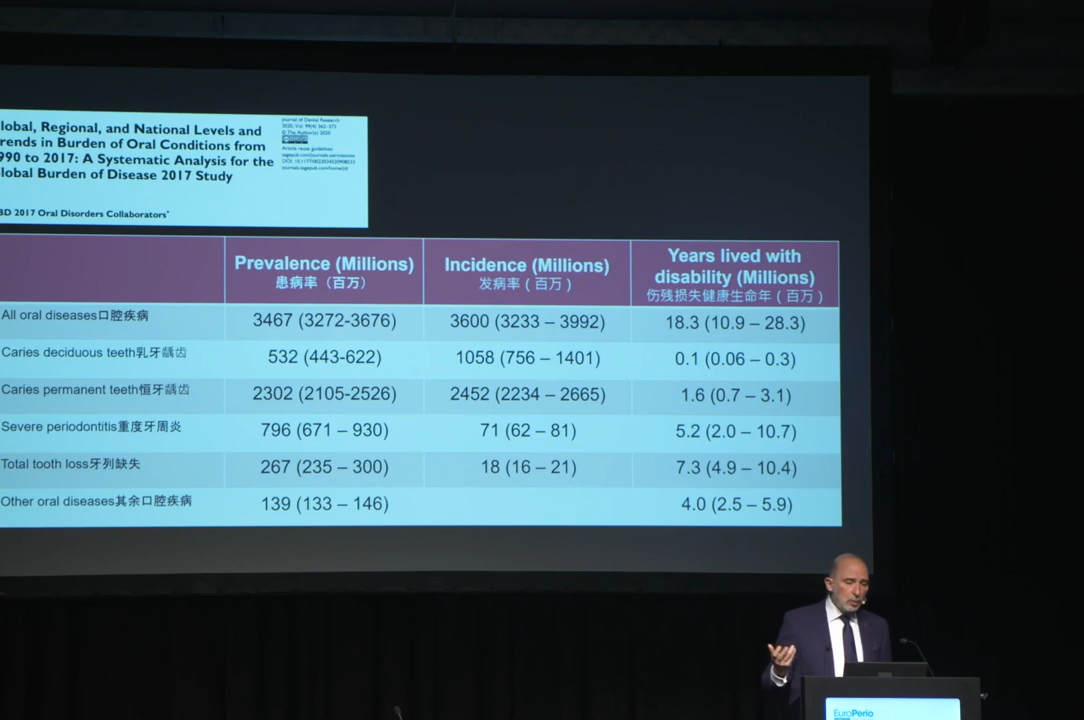 lobal, Regional, and National Levels and
rends in Burden of Oral Conditions from
990 to 2017: A Systematic Analysis for the
lobal Burden of Disease 2017 Study
BD 2017 Oral Disorders Collaborators*
Journal of Dental Research
2020, Vol. 99(4) 362–373
© The Author(s) 2020
Article reuse guidelines:
sagepub.com/journals-permissions
journals.sagepub.com/home/jdr
Prevalence (Millions) Incidence (Millions) Years lived with
disability (Millions)
患病率（百万） 发病率（百万） 伤残损失健康生命年（百万）
All oral diseases口腔疾病 3467 (3272-3676) 3600 (3233 – 3992) 18.3 (10.9 – 28.3)
Caries deciduous teeth乳牙龋齿 532 (443-622) 1058 (756 – 1401) 0.1 (0.06 – 0.3)
Caries permanent teeth恒牙龋齿 2302 (2105-2526) 2452 (2234 – 2665) 1.6 (0.7 – 3.1)
Severe periodontitis重度牙周炎 796 (671 – 930) 71 (62 – 81) 5.2 (2.0 – 10.7)
Total tooth loss牙列缺失 267 (235 – 300) 18 (16 – 21) 7.3 (4.9 – 10.4)
Other oral diseases其余口腔疾病 139 (133 – 146) 4.0 (2.5 – 5.9)
EuroPerio